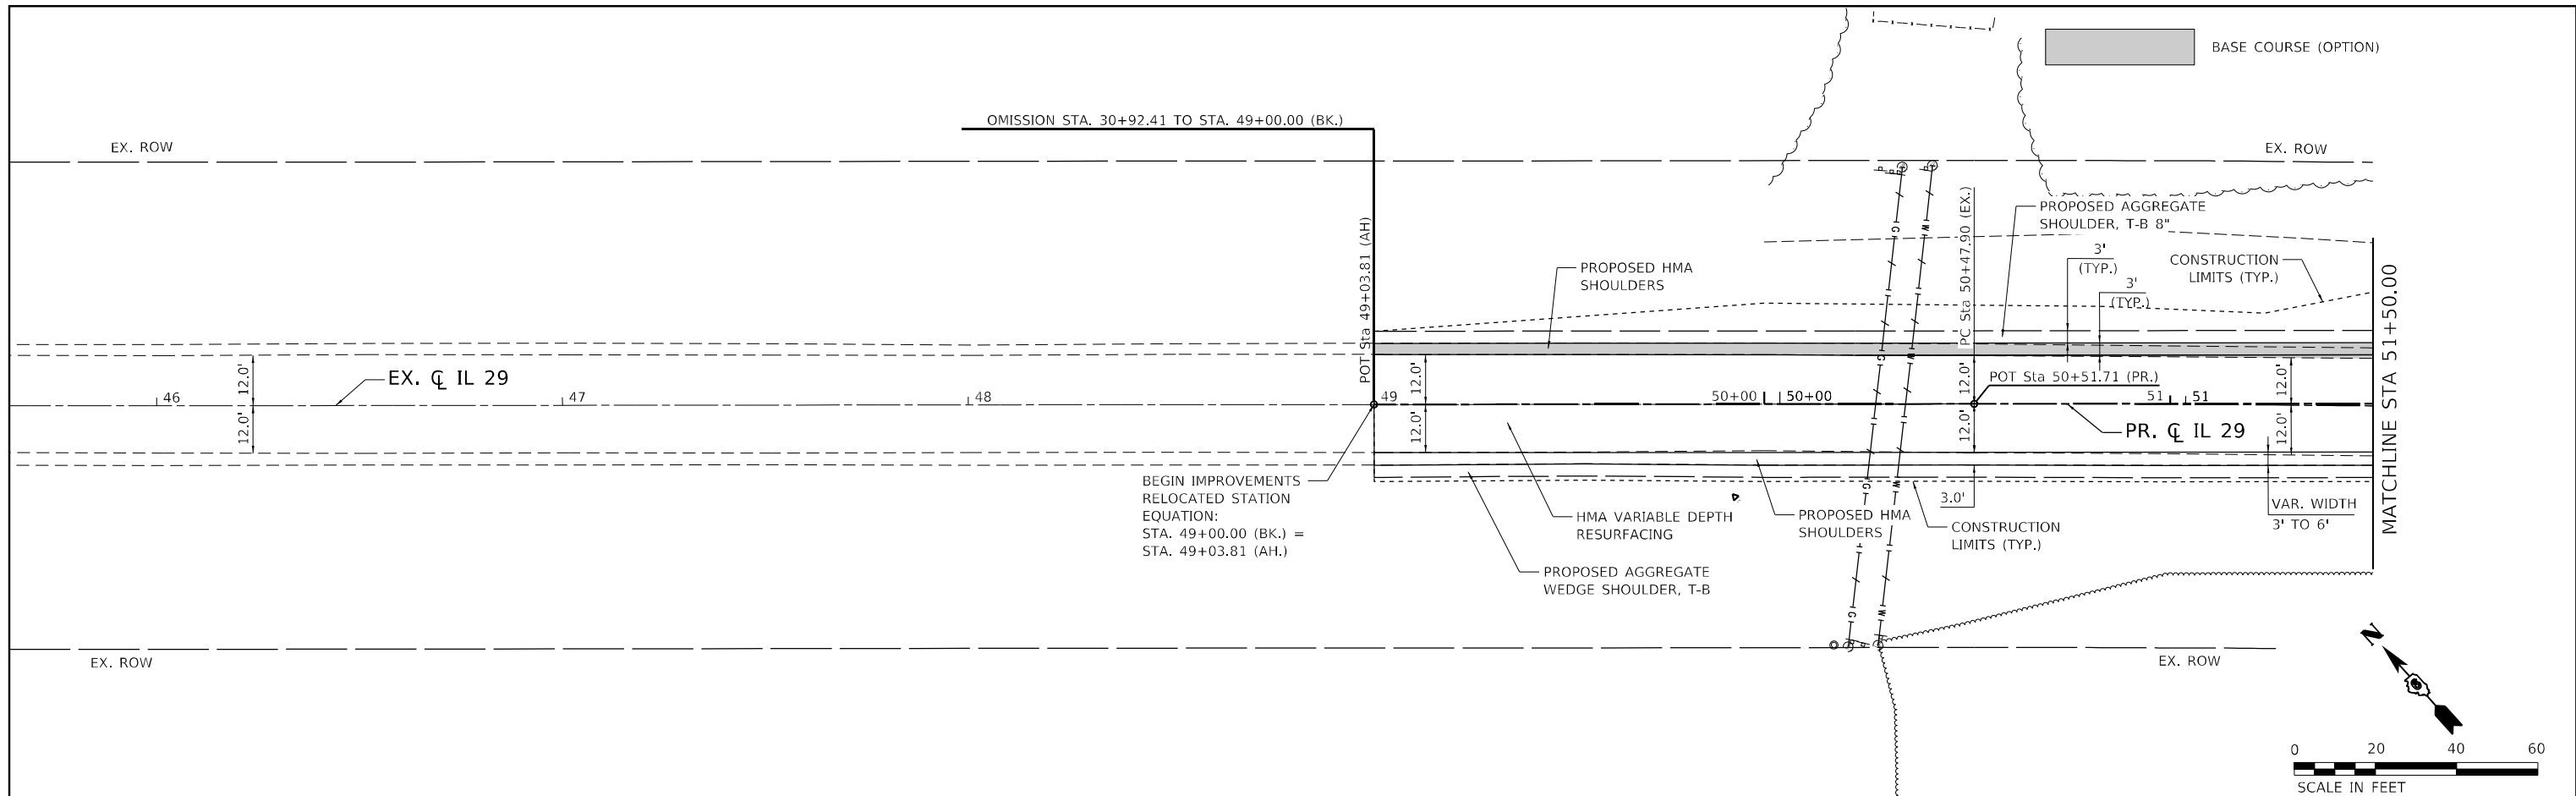 BASE COURSE (OPTION)
OMISSION STA. 30+92.41 TO STA. 49+00.00 (BK.)
EX. ROW
EX. ROW
POT Sta 49+03.81 (AH)
PC Sta 50+47.90 (EX.)
PROPOSED AGGREGATE
SHOULDER, T-B 8"
3'
(TYP.)
3'
(TYP.)
CONSTRUCTION
LIMITS (TYP.)
PROPOSED HMA
SHOULDERS
MATCHLINE STA 51+50.00
G
W
G
W
12.0'
12.0'
EX. ℄ IL 29
46
47
48
49
12.0'
12.0'
50+00
50+00
12.0'
12.0'
POT Sta 50+51.71 (PR.)
51
51
12.0'
12.0'
PR. ℄ IL 29
BEGIN IMPROVEMENTS
RELOCATED STATION
EQUATION:
STA. 49+00.00 (BK.) =
STA. 49+03.81 (AH.)
HMA VARIABLE DEPTH
RESURFACING
PROPOSED HMA
SHOULDERS
3.0'
CONSTRUCTION
LIMITS (TYP.)
VAR. WIDTH
3' TO 6'
PROPOSED AGGREGATE
WEDGE SHOULDER, T-B
G
W
G
W
EX. ROW
EX. ROW
N
0 20 40 60
SCALE IN FEET